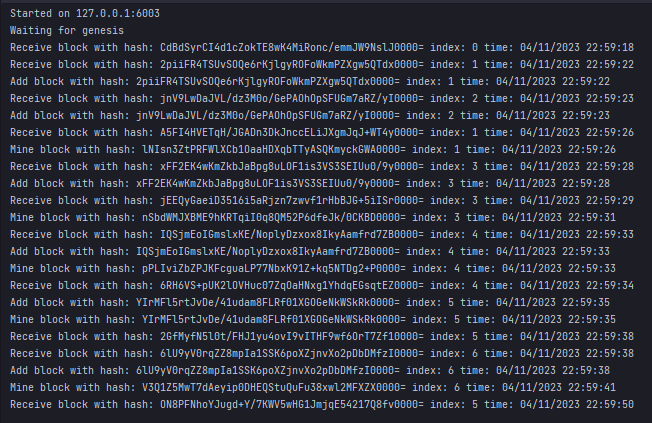 Started on 127.0.0.1:6003
Waiting for genesis
Receive block with hash: CdBdSyrCI4d1cZokTE8wK4MiRonc/emmJW9NslJ0000= index: 0 time: 04/11/2023 22:59:18
Receive block with hash: 2piiFR4TSUvSOQe6rKjlgyROFoWkmPZXgw5QTdx0000= index: 1 time: 04/11/2023 22:59:22
Add block with hash: 2piiFR4TSUvSOQe6rKjlgyROFoWkmPZXgw5QTdx0000= index: 1 time: 04/11/2023 22:59:22
Receive block with hash: jnV9LwDaJVL/dz3M0o/GePAOhOpSFUGm7aRZ/yI0000= index: 2 time: 04/11/2023 22:59:23
Add block with hash: jnV9LwDaJVL/dz3M0o/GePAOhOpSFUGm7aRZ/yI0000= index: 2 time: 04/11/2023 22:59:23
Receive block with hash: A5FI4HVETqH/JGADn3DkJnccELiJXgmJqJ+WT4y0000= index: 1 time: 04/11/2023 22:59:26
Mine block with hash: lNIsn3ZtPRFWlXCb1OaaHDXqbTTyASQKmyckGWA0000= index: 1 time: 04/11/2023 22:59:26
Receive block with hash: xFF2EK4wKmZkbJaBpg8uLOF1is3VS3SEIUu0/9y0000= index: 3 time: 04/11/2023 22:59:28
Add block with hash: xFF2EK4wKmZkbJaBpg8uLOF1is3VS3SEIUu0/9y0000= index: 3 time: 04/11/2023 22:59:28
Receive block with hash: jEEQyGaeiD3516i5aRjzn7zwvf1rHbBJG+5iISr0000= index: 3 time: 04/11/2023 22:59:29
Mine block with hash: nSbdWMJXBME9hKRTqiI0q8QM52P6dfeJk/OCKBD0000= index: 3 time: 04/11/2023 22:59:31
Receive block with hash: IQSjmEoIGmslxKE/NoplyDzxox8IkyAamfrd7ZB0000= index: 4 time: 04/11/2023 22:59:33
Add block with hash: IQSjmEoIGmslxKE/NoplyDzxox8IkyAamfrd7ZB0000= index: 4 time: 04/11/2023 22:59:33
Mine block with hash: pPLIviZbZPJKFcguaLP77NbxK91Z+kq5NTDg2+P0000= index: 4 time: 04/11/2023 22:59:33
Receive block with hash: 6RH6VS+pUK2lOVHuc07ZqOaHNxg1YhdqEGsqtEZ0000= index: 4 time: 04/11/2023 22:59:34
Add block with hash: YIrMFl5rtJvDe/41udam8FLRf01XGOGeNkWSkRk0000= index: 5 time: 04/11/2023 22:59:35
Mine block with hash: YIrMFl5rtJvDe/41udam8FLRf01XGOGeNkWSkRk0000= index: 5 time: 04/11/2023 22:59:35
Receive block with hash: 2GfMyfN5l0t/FHJ1yu4ovI9vITHF9wf6OrT7Zf10000= index: 5 time: 04/11/2023 22:59:38
Receive block with hash: 6lU9yV0rqZZ8mpIa1SSK6poXZjnvXo2pDbDMfzI0000= index: 6 time: 04/11/2023 22:59:38
Add block with hash: 6lU9yV0rqZZ8mpIa1SSK6poXZjnvXo2pDbDMfzI0000= index: 6 time: 04/11/2023 22:59:38
Mine block with hash: V3Q1Z5MwT7dAeyip0DHEQStuQuFu38xwl2MFXZX0000= index: 6 time: 04/11/2023 22:59:41
Receive block with hash: ON8PFNhoYJugd+Y/7KWV5wHG1JmjqE54217Q8fv0000= index: 5 time: 04/11/2023 22:59:50